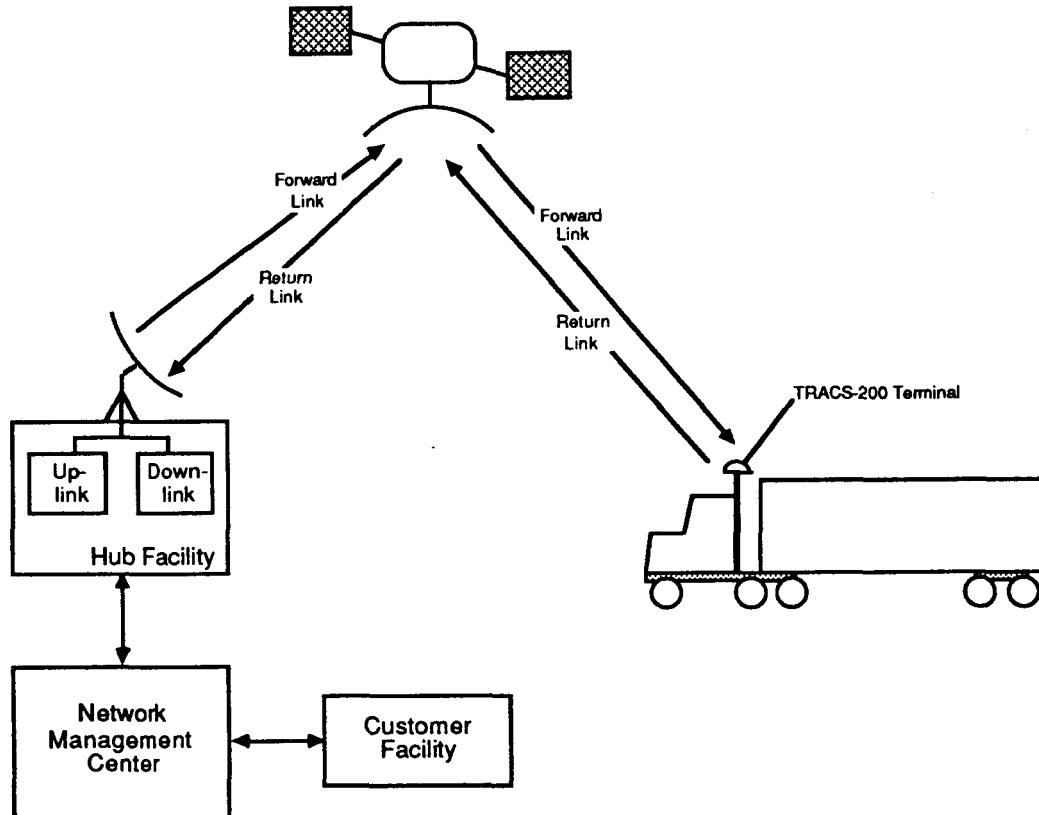 Forward
Link
Return
Link
Forward
Link
Return
Link
TRACS-200 Terminal
Up-
link
Down-
link
Hub Facility
Network
Management
Center
Customer
Facility